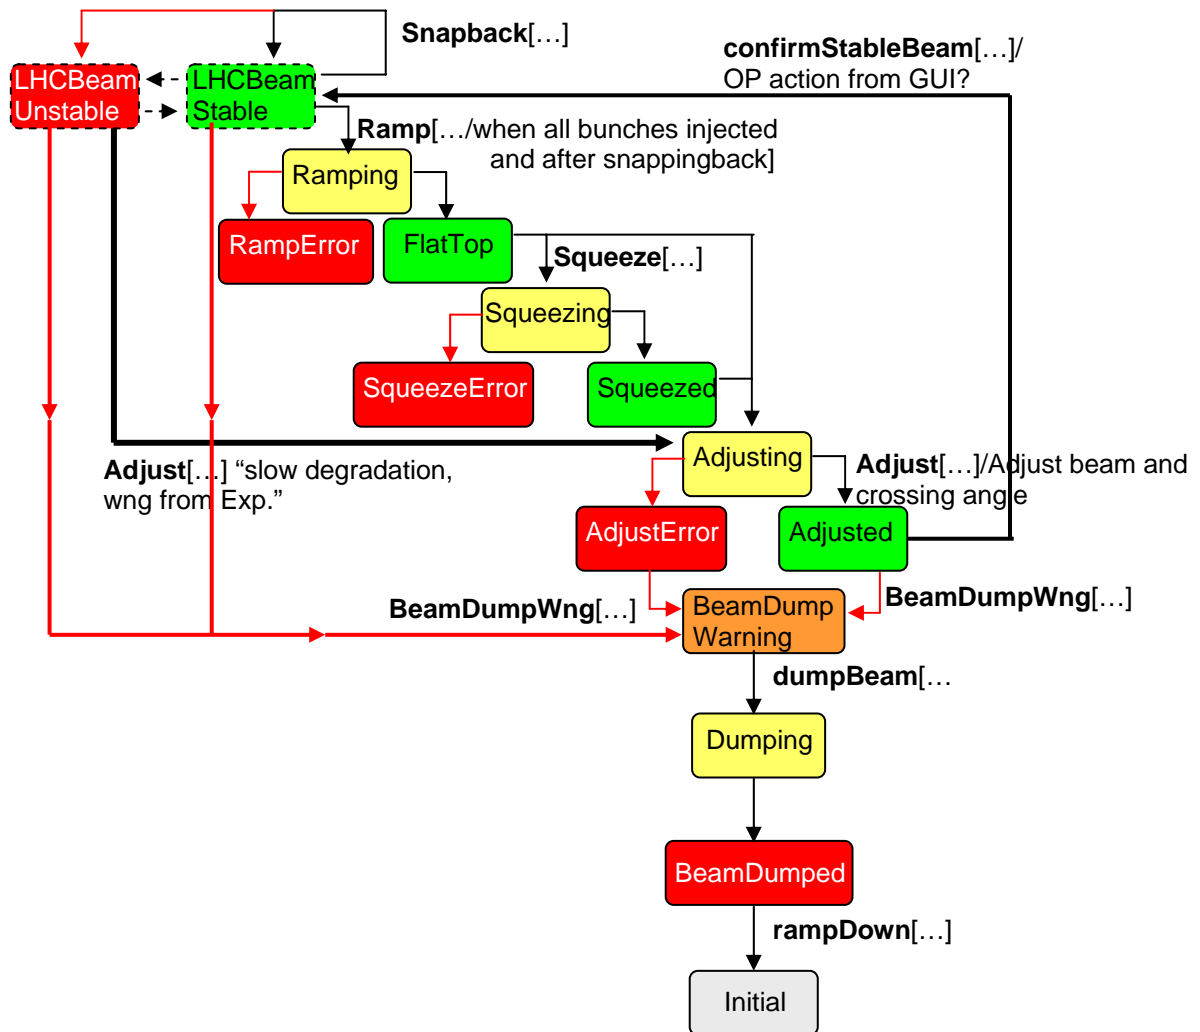 Snapback[…]
confirmStableBeam[…]/
OP action from GUI?
LHCBeam
Unstable
LHCBeam
Stable
Ramp[…/when all bunches injected
and after snappingback]
Ramping
RampError
FlatTop
Squeeze[…]
Squeezing
SqueezeError
Squeezed
Adjusting
Adjust[…] “slow degradation,
wng from Exp.”
Adjust[…]/Adjust beam and
crossing angle
AdjustError
Adjusted
BeamDumpWng[…]
BeamDump
Warning
BeamDumpWng[…]
dumpBeam[…
Dumping
BeamDumped
rampDown[…]
Initial